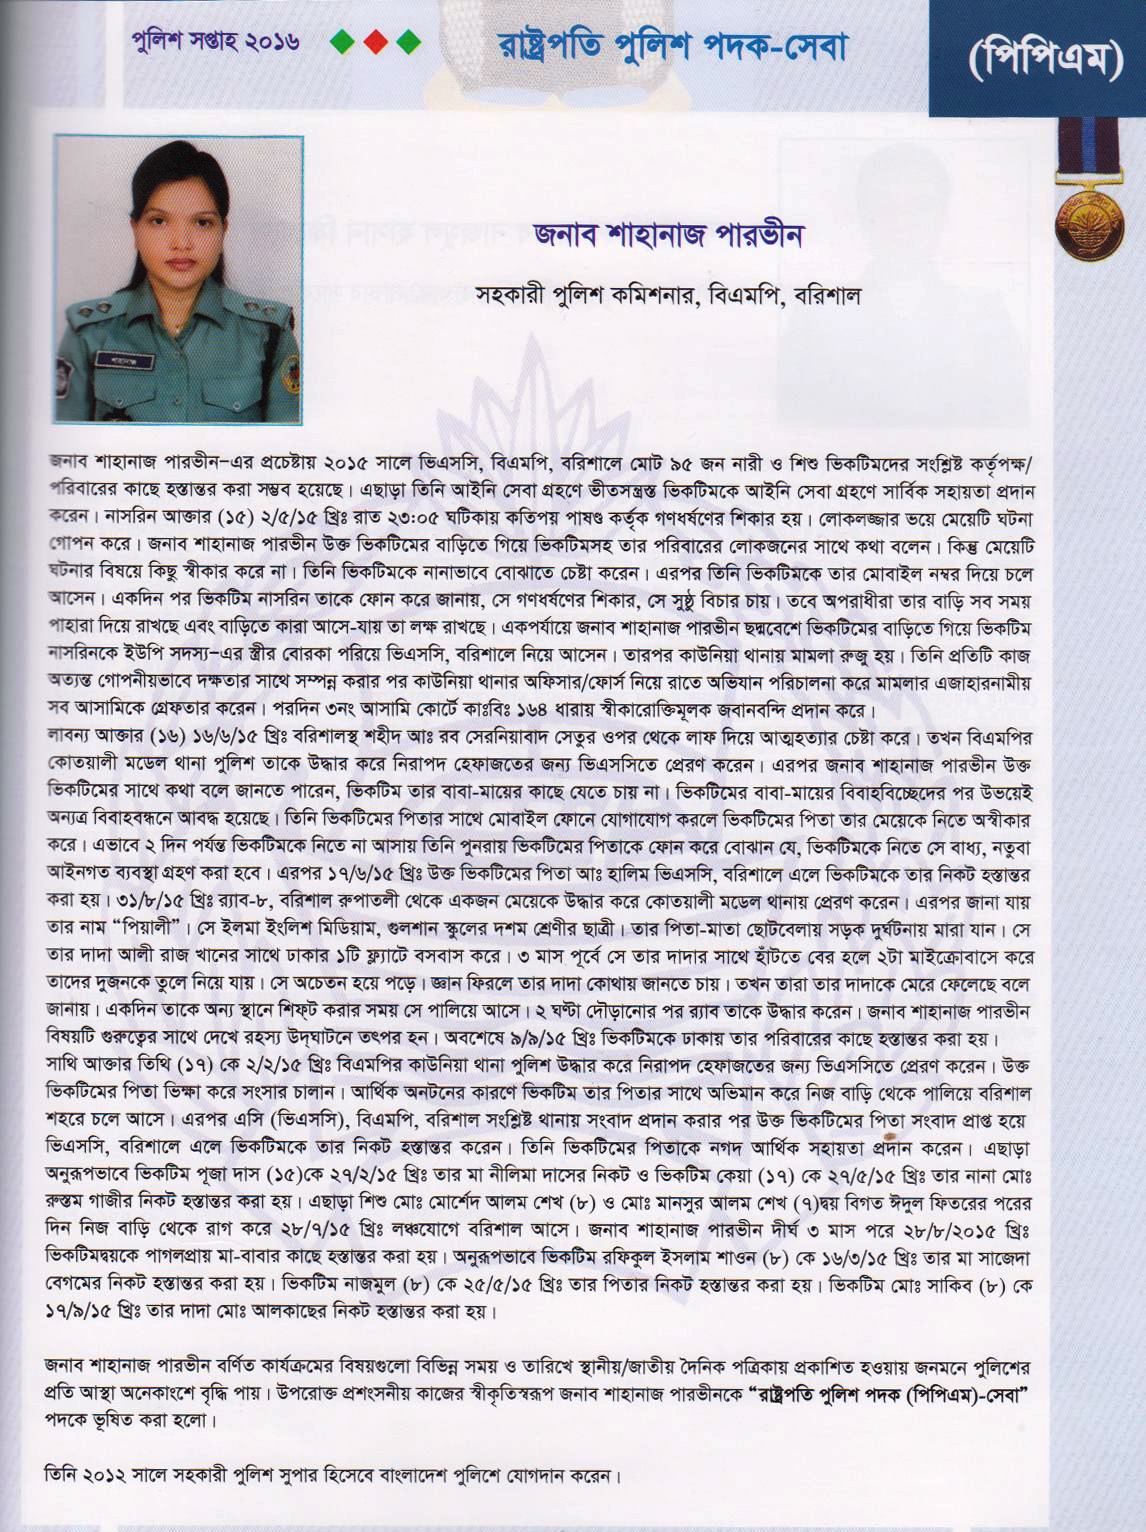 পুলিশ সপ্তাহ ২০১৬
রাষ্ট্রপতি পুলিশ পদক-সেবা
(পিপিএম)
জনাব শাহানাজ পারভীন
সহকারী পুলিশ কমিশনার, বিএমপি, বরিশাল
শাহানাজ
জনাব শাহানাজ পারভীন–এর প্রচেষ্টায় ২০১৫ সালে ভিএসসি, বিএমপি, বরিশালে মোট ৯৫ জন নারী ও শিশু ভিকটিমদের সংশ্লিষ্ট কর্তৃপক্ষ/
পরিবারের কাছে হস্তান্তর করা সম্ভব হয়েছে। এছাড়া তিনি আইনি সেবা গ্রহণে ভীতসন্ত্রস্ত ভিকটিমকে আইনি সেবা গ্রহণে সার্বিক সহায়তা প্রদান
করেন। নাসরিন আক্তার (১৫) ২/৫/১৫ খ্রিঃ রাত ২৩:০৫ ঘটিকায় কতিপয় পাষণ্ড কর্তৃক গণধর্ষণের শিকার হয়। লোকলজ্জার ভয়ে মেয়েটি ঘটনা
গোপন করে। জনাব শাহানাজ পারভীন উক্ত ভিকটিমের বাড়িতে গিয়ে ভিকটিমসহ তার পরিবারের লোকজনের সাথে কথা বলেন। কিন্তু মেয়েটি
ঘটনার বিষয়ে কিছু স্বীকার করে না। তিনি ভিকটিমকে নানাভাবে বোঝাতে চেষ্টা করেন। এরপর তিনি ভিকটিমকে তার মোবাইল নম্বর দিয়ে চলে
আসেন। একদিন পর ভিকটিম নাসরিন তাকে ফোন করে জানায়, সে গণধর্ষণের শিকার, সে সুষ্ঠু বিচার চায়। তবে অপরাধীরা তার বাড়ি সব সময়
পাহারা দিয়ে রাখছে এবং বাড়িতে কারা আসে-যায় তা লক্ষ রাখছে। একপর্যায়ে জনাব শাহানাজ পারভীন ছদ্মবেশে ভিকটিমের বাড়িতে গিয়ে ভিকটিম
নাসরিনকে ইউপি সদস্য–এর স্ত্রীর বোরকা পরিয়ে ভিএসসি, বরিশালে নিয়ে আসেন। তারপর কাউনিয়া থানায় মামলা রুজু হয়। তিনি প্রতিটি কাজ
অত্যন্ত গোপনীয়ভাবে দক্ষতার সাথে সম্পন্ন করার পর কাউনিয়া থানার অফিসার/ফোর্স নিয়ে রাতে অভিযান পরিচালনা করে মামলার এজাহারনামীয়
সব আসামিকে গ্রেফতার করেন। পরদিন ৩নং আসামি কোর্টে কাঃবিঃ ১৬৪ ধারায় স্বীকারোক্তিমূলক জবানবন্দি প্রদান করে।
লাবন্য আক্তার (১৬) ১৬/৬/১৫ খ্রিঃ বরিশালস্থ শহীদ আঃ রব সেরনিয়াবাদ সেতুর ওপর থেকে লাফ দিয়ে আত্মহত্যার চেষ্টা করে। তখন বিএমপির
কোতয়ালী মডেল থানা পুলিশ তাকে উদ্ধার করে নিরাপদ হেফাজতের জন্য ভিএসসিতে প্রেরণ করেন। এরপর জনাব শাহানাজ পারভীন উক্ত
ভিকটিমের সাথে কথা বলে জানতে পারেন, ভিকটিম তার বাবা-মায়ের কাছে যেতে চায় না। ভিকটিমের বাবা-মায়ের বিবাহবিচ্ছেদের পর উভয়েই
অন্যত্র বিবাহবন্ধনে আবদ্ধ হয়েছে। তিনি ভিকটিমের পিতার সাথে মোবাইল ফোনে যোগাযোগ করলে ভিকটিমের পিতা তার মেয়েকে নিতে অস্বীকার
করে। এভাবে ২ দিন পর্যন্ত ভিকটিমকে নিতে না আসায় তিনি পুনরায় ভিকটিমের পিতাকে ফোন করে বোঝান যে, ভিকটিমকে নিতে সে বাধ্য, নতুবা
আইনগত ব্যবস্থা গ্রহণ করা হবে। এরপর ১৭/৬/১৫ খ্রিঃ উক্ত ভিকটিমের পিতা আঃ হালিম ভিএসসি, বরিশালে এলে ভিকটিমকে তার নিকট হস্তান্তর
করা হয়। ৩১/৮/১৫ খ্রিঃ র‍্যাব-৮, বরিশাল রুপাতলী থেকে একজন মেয়েকে উদ্ধার করে কোতয়ালী মডেল থানায় প্রেরণ করেন। এরপর জানা যায়
তার নাম “পিয়ালী”। সে ইলমা ইংলিশ মিডিয়াম, গুলশান স্কুলের দশম শ্রেণীর ছাত্রী। তার পিতা-মাতা ছোটবেলায় সড়ক দুর্ঘটনায় মারা যান। সে
তার দাদা আলী রাজ খানের সাথে ঢাকার ১টি ফ্ল্যাটে বসবাস করে। ৩ মাস পূর্বে সে তার দাদার সাথে হাঁটতে বের হলে ২টা মাইক্রোবাসে করে
তাদের দুজনকে তুলে নিয়ে যায়। সে অচেতন হয়ে পড়ে। জ্ঞান ফিরলে তার দাদা কোথায় জানতে চায়। তখন তারা তার দাদাকে মেরে ফেলেছে বলে
জানায়। একদিন তাকে অন্য স্থানে শিফ্‌ট করার সময় সে পালিয়ে আসে। ২ ঘণ্টা দৌড়ানোর পর র‍্যাব তাকে উদ্ধার করেন। জনাব শাহানাজ পারভীন
বিষয়টি গুরুত্বের সাথে দেখে রহস্য উদ্‌ঘাটনে তৎপর হন। অবশেষে ৯/৯/১৫ খ্রিঃ ভিকটিমকে ঢাকায় তার পরিবারের কাছে হস্তান্তর করা হয়।
সাথি আক্তার তিথি (১৭) কে ২/২/১৫ খ্রিঃ বিএমপির কাউনিয়া থানা পুলিশ উদ্ধার করে নিরাপদ হেফাজতের জন্য ভিএসসিতে প্রেরণ করেন। উক্ত
ভিকটিমের পিতা ভিক্ষা করে সংসার চালান। আর্থিক অনটনের কারণে ভিকটিম তার পিতার সাথে অভিমান করে নিজ বাড়ি থেকে পালিয়ে বরিশাল
শহরে চলে আসে। এরপর এসি (ভিএসসি), বিএমপি, বরিশাল সংশ্লিষ্ট থানায় সংবাদ প্রদান করার পর উক্ত ভিকটিমের পিতা সংবাদ প্রাপ্ত হয়ে
ভিএসসি, বরিশালে এলে ভিকটিমকে তার নিকট হস্তান্তর করেন। তিনি ভিকটিমের পিতাকে নগদ আর্থিক সহায়তা প্রদান করেন। এছাড়া
অনুরূপভাবে ভিকটিম পূজা দাস (১৫)কে ২৭/২/১৫ খ্রিঃ তার মা নীলিমা দাসের নিকট ও ভিকটিম কেয়া (১৭) কে ২৭/৫/১৫ খ্রিঃ তার নানা মোঃ
রুস্তম গাজীর নিকট হস্তান্তর করা হয়। এছাড়া শিশু মোঃ মোর্শেদ আলম শেখ (৮) ও মোঃ মানসুর আলম শেখ (৭)দ্বয় বিগত ঈদুল ফিতরের পরের
দিন নিজ বাড়ি থেকে রাগ করে ২৮/৭/১৫ খ্রিঃ লঞ্চযোগে বরিশাল আসে। জনাব শাহানাজ পারভীন দীর্ঘ ৩ মাস পরে ২৮/৮/২০১৫ খ্রিঃ
ভিকটিমদ্বয়কে পাগলপ্রায় মা-বাবার কাছে হস্তান্তর করা হয়। অনুরূপভাবে ভিকটিম রফিকুল ইসলাম শাওন (৮) কে ১৬/৩/১৫ খ্রিঃ তার মা সাজেদা
বেগমের নিকট হস্তান্তর করা হয়। ভিকটিম নাজমুল (৮) কে ২৫/৫/১৫ খ্রিঃ তার পিতার নিকট হস্তান্তর করা হয়। ভিকটিম মোঃ সাকিব (৮) কে
১৭/৯/১৫ খ্রিঃ তার দাদা মোঃ আলকাছের নিকট হস্তান্তর করা হয়।
জনাব শাহানাজ পারভীন বর্ণিত কার্যক্রমের বিষয়গুলো বিভিন্ন সময় ও তারিখে স্থানীয়/জাতীয় দৈনিক পত্রিকায় প্রকাশিত হওয়ায় জনমনে পুলিশের
প্রতি আস্থা অনেকাংশে বৃদ্ধি পায়। উপরোক্ত প্রশংসনীয় কাজের স্বীকৃতিস্বরূপ জনাব শাহানাজ পারভীনকে “রাষ্ট্রপতি পুলিশ পদক (পিপিএম)-সেবা”
পদকে ভূষিত করা হলো।
তিনি ২০১২ সালে সহকারী পুলিশ সুপার হিসেবে বাংলাদেশ পুলিশে যোগদান করেন।